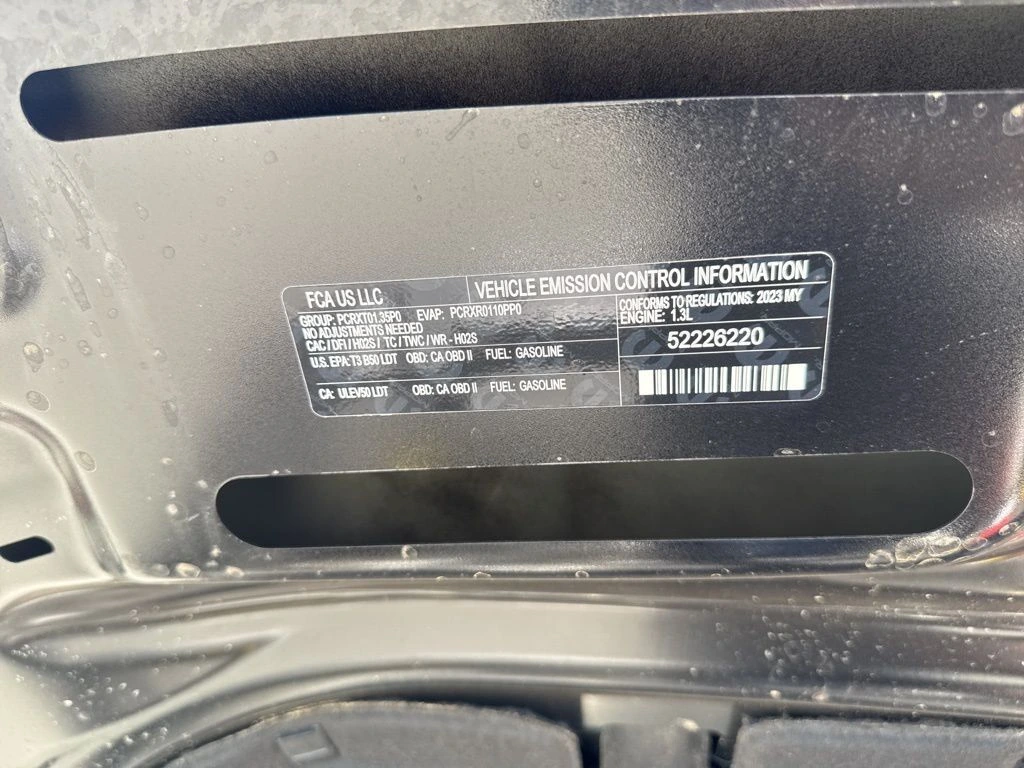 FCA US LLC
VEHICLE EMISSION CONTROL INFORMATION
GROUP: PCRXT01.35P0 EVAP: PCRXR0110PP0
NO ADJUSTMENTS NEEDED
CAC / DFI / H02S / TC / TWC / WR - H02S
U.S. EPA: T3 B50 LDT OBD: CA OBD II FUEL: GASOLINE
CA: ULEV50 LDT OBD: CA OBD II FUEL: GASOLINE
CONFORMS TO REGULATIONS: 2023 MY
ENGINE: 1.3L
52226220